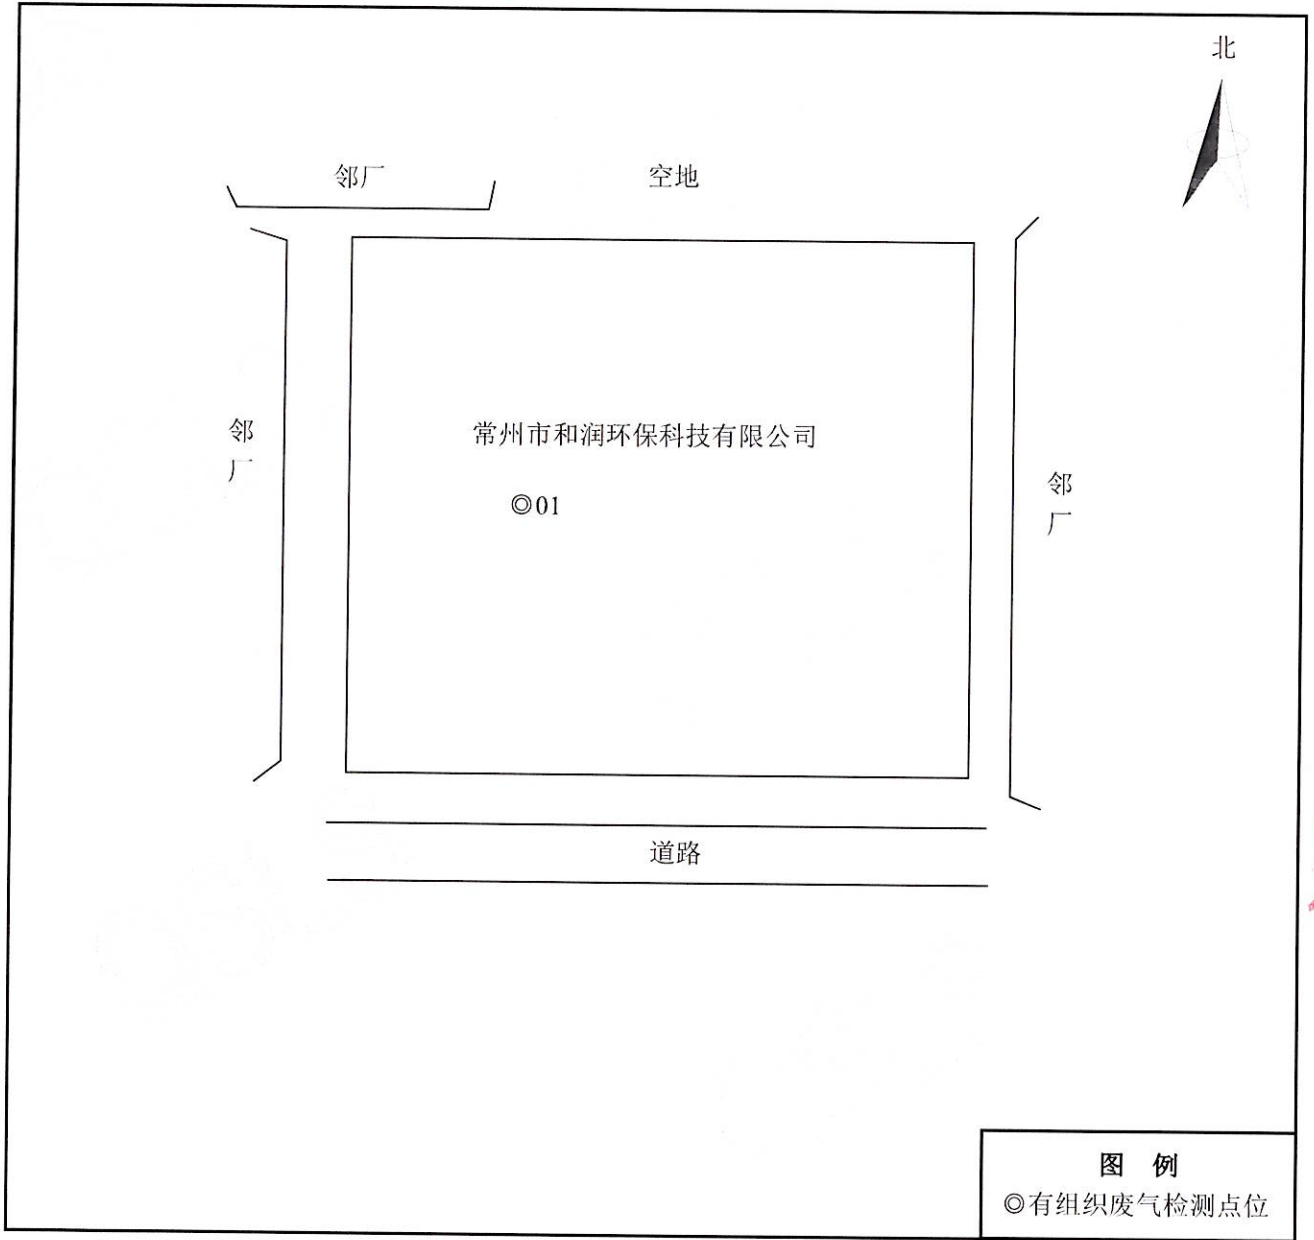 北
邻厂
空地
常州市和润环保科技有限公司
邻
厂
◎01
邻
厂
道路
图 例
◎有组织废气检测点位